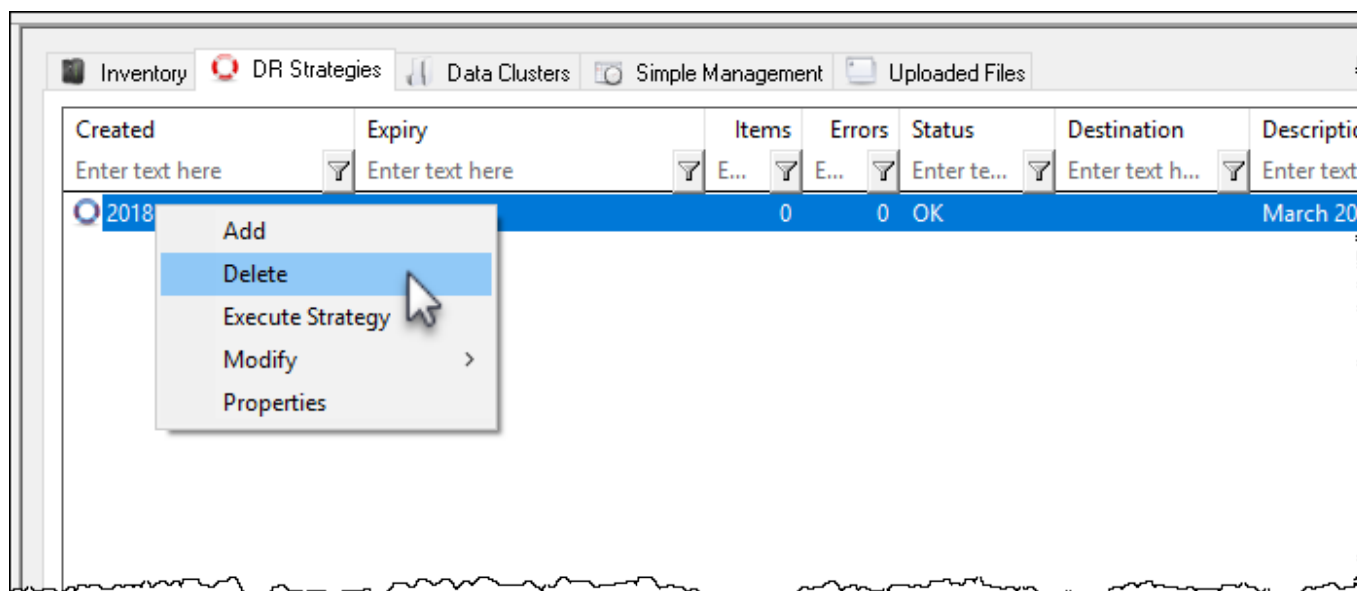 Inventory DR Strategies Data Clusters Simple Management Uploaded Files
Created Expiry Items Errors Status Destination
Enter text here Enter text here E... E... Enter te... Enter text h... Enter text
2018 0 0 OK March 20
Add
Delete
Execute Strategy
Modify
Properties